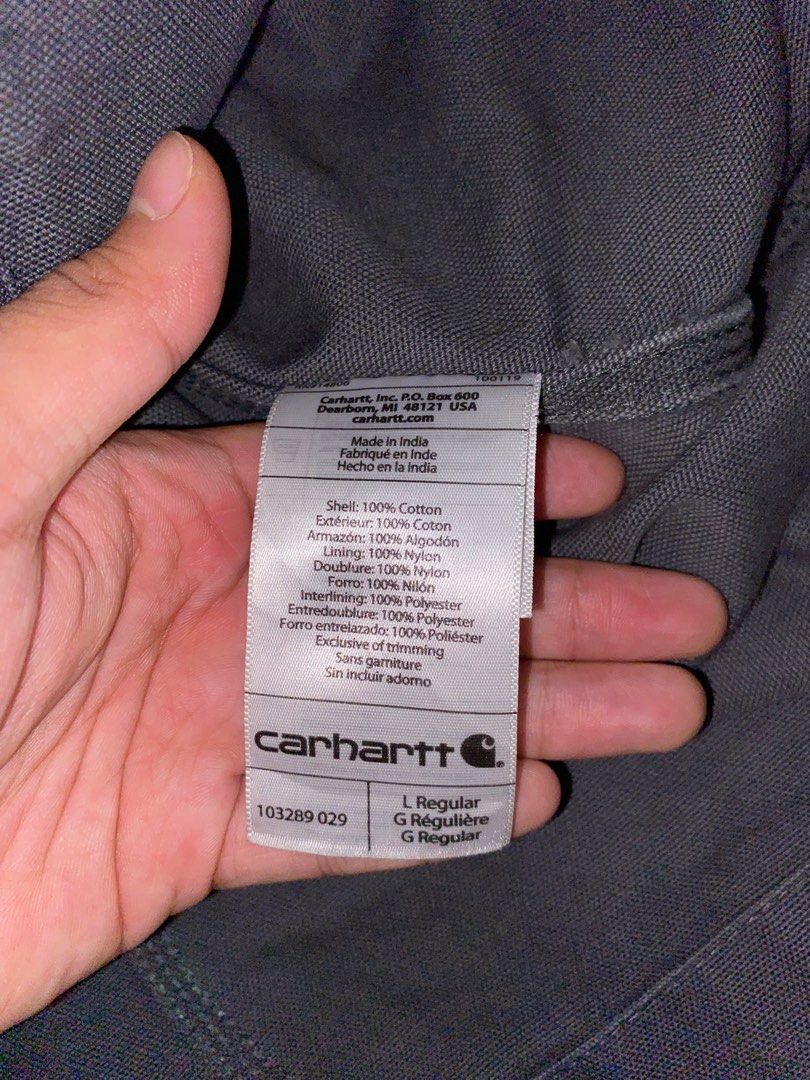 100119
Carhartt, Inc. P.O. Box 600
Dearborn, MI 48121 USA
carhartt.com
Made in India
Fabriqué en Inde
Hecho en la India
Shell: 100% Cotton
Extérieur: 100% Coton
Armazón: 100% Algodón
Lining: 100% Nylon
Doublure: 100% Nylon
Forro: 100% Nilón
Interlining: 100% Polyester
Entredoublure: 100% Polyester
Forro entrelazado: 100% Poliéster
Exclusive of trimming
Sans garniture
Sin incluir adorno
carhartt
103289 029
L Regular
G Régulière
G Regular